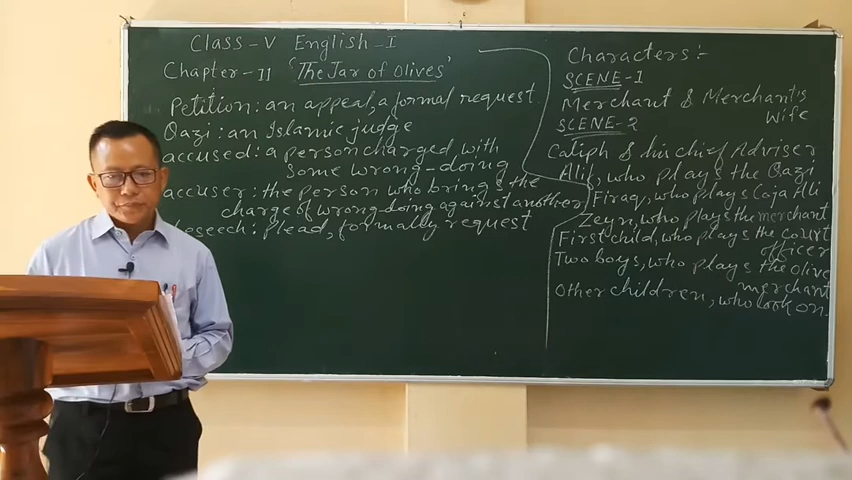 Class-V English-I
Chapter-II 'The Jar of Olives'
Petition: an appeal, a formal request
Qazi: an Islamic judge
accused: a person charged with
some wrong-doing
accuser: the person who brings the
charge of wrong-doing against another
beseech: plead, formally request
Characters:-
SCENE-1
Merchant & Merchant's
Wife
SCENE-2
Caliph & his chief Adviser
Alif, who plays the Qazi
Firaq, who plays Coja Ali
Zeyn, who plays the merchant
First child, who plays the court
officer
Two boys, who plays the olive
merchant
Other children, who look on.